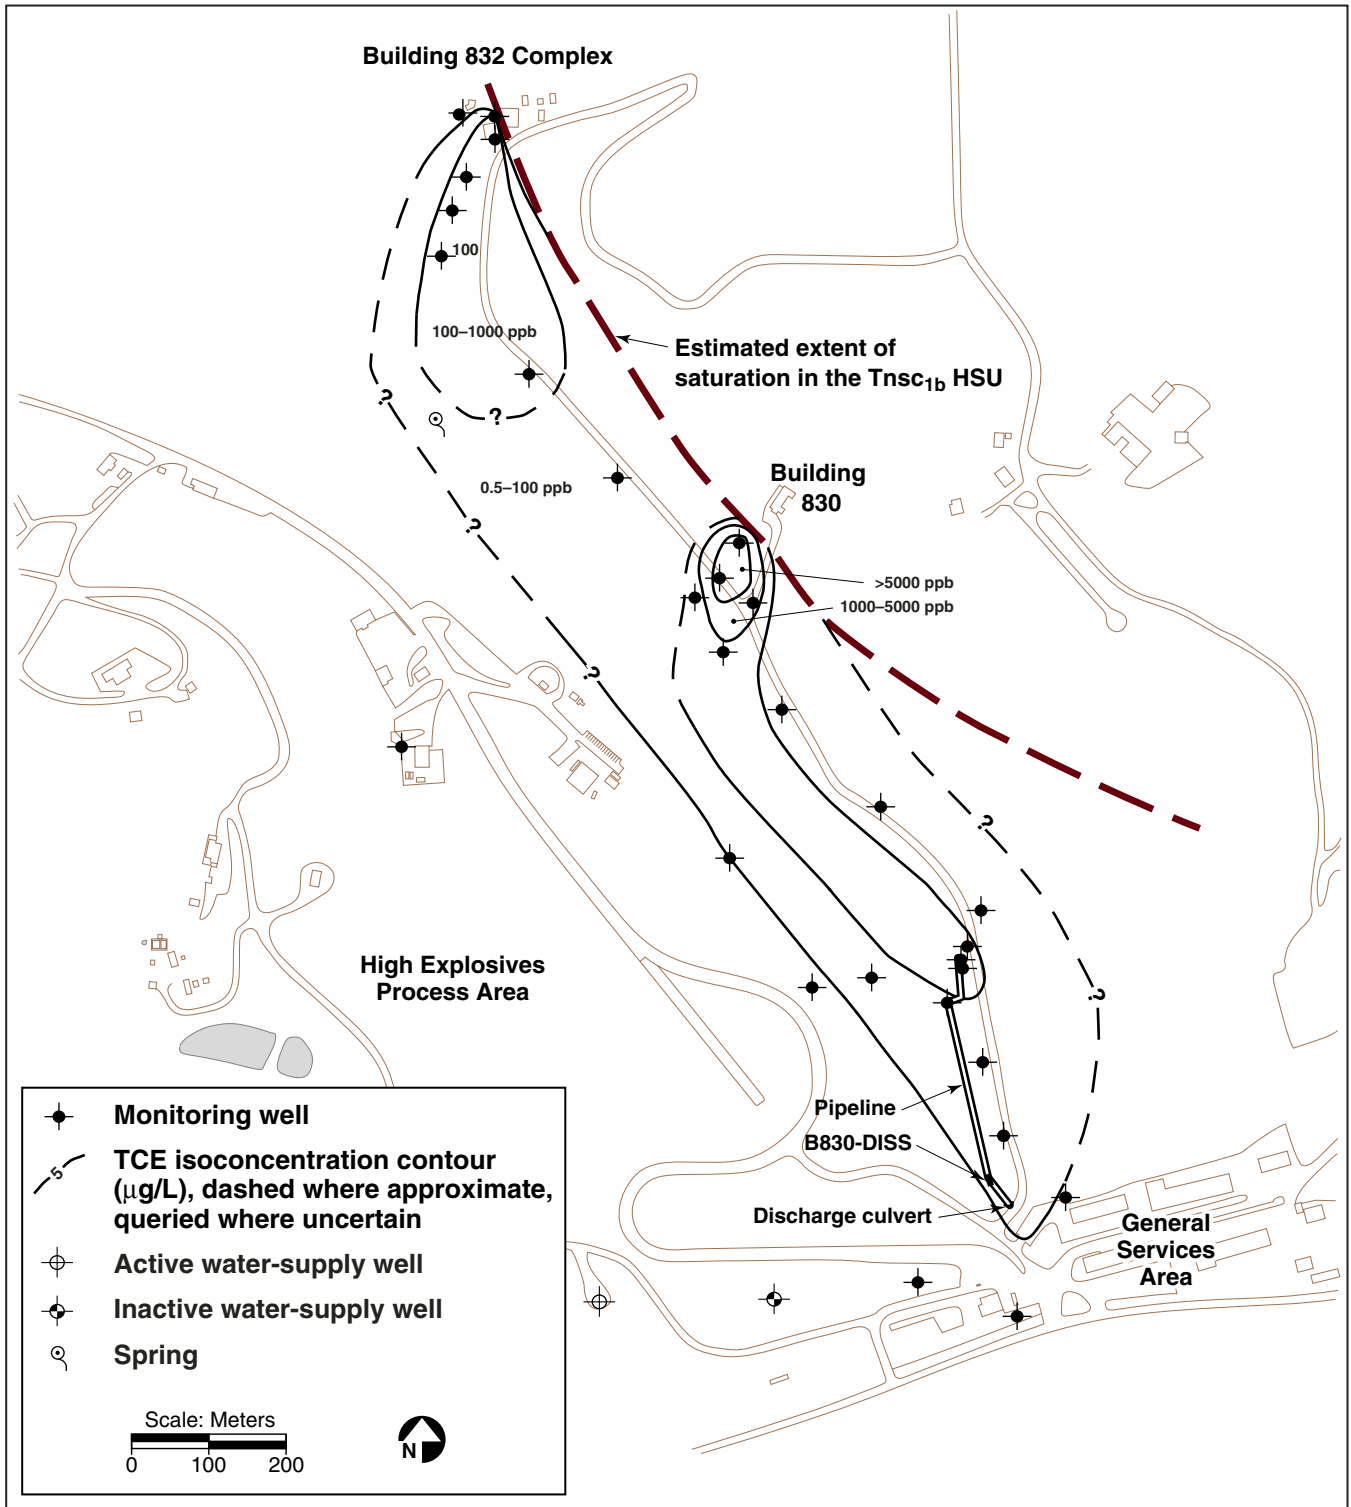 Building 832 Complex
100
100–1000 ppb
Estimated extent of
saturation in the Tnsc1b HSU
?
?
0.5–100 ppb
Building
830
?
>5000 ppb
1000–5000 ppb
?
?
High Explosives
Process Area
?
Pipeline
B830-DISS
Discharge culvert
General
Services
Area
Monitoring well
5
TCE isoconcentration contour
(µg/L), dashed where approximate,
queried where uncertain
Active water-supply well
Inactive water-supply well
Spring
Scale: Meters
0 100 200
N